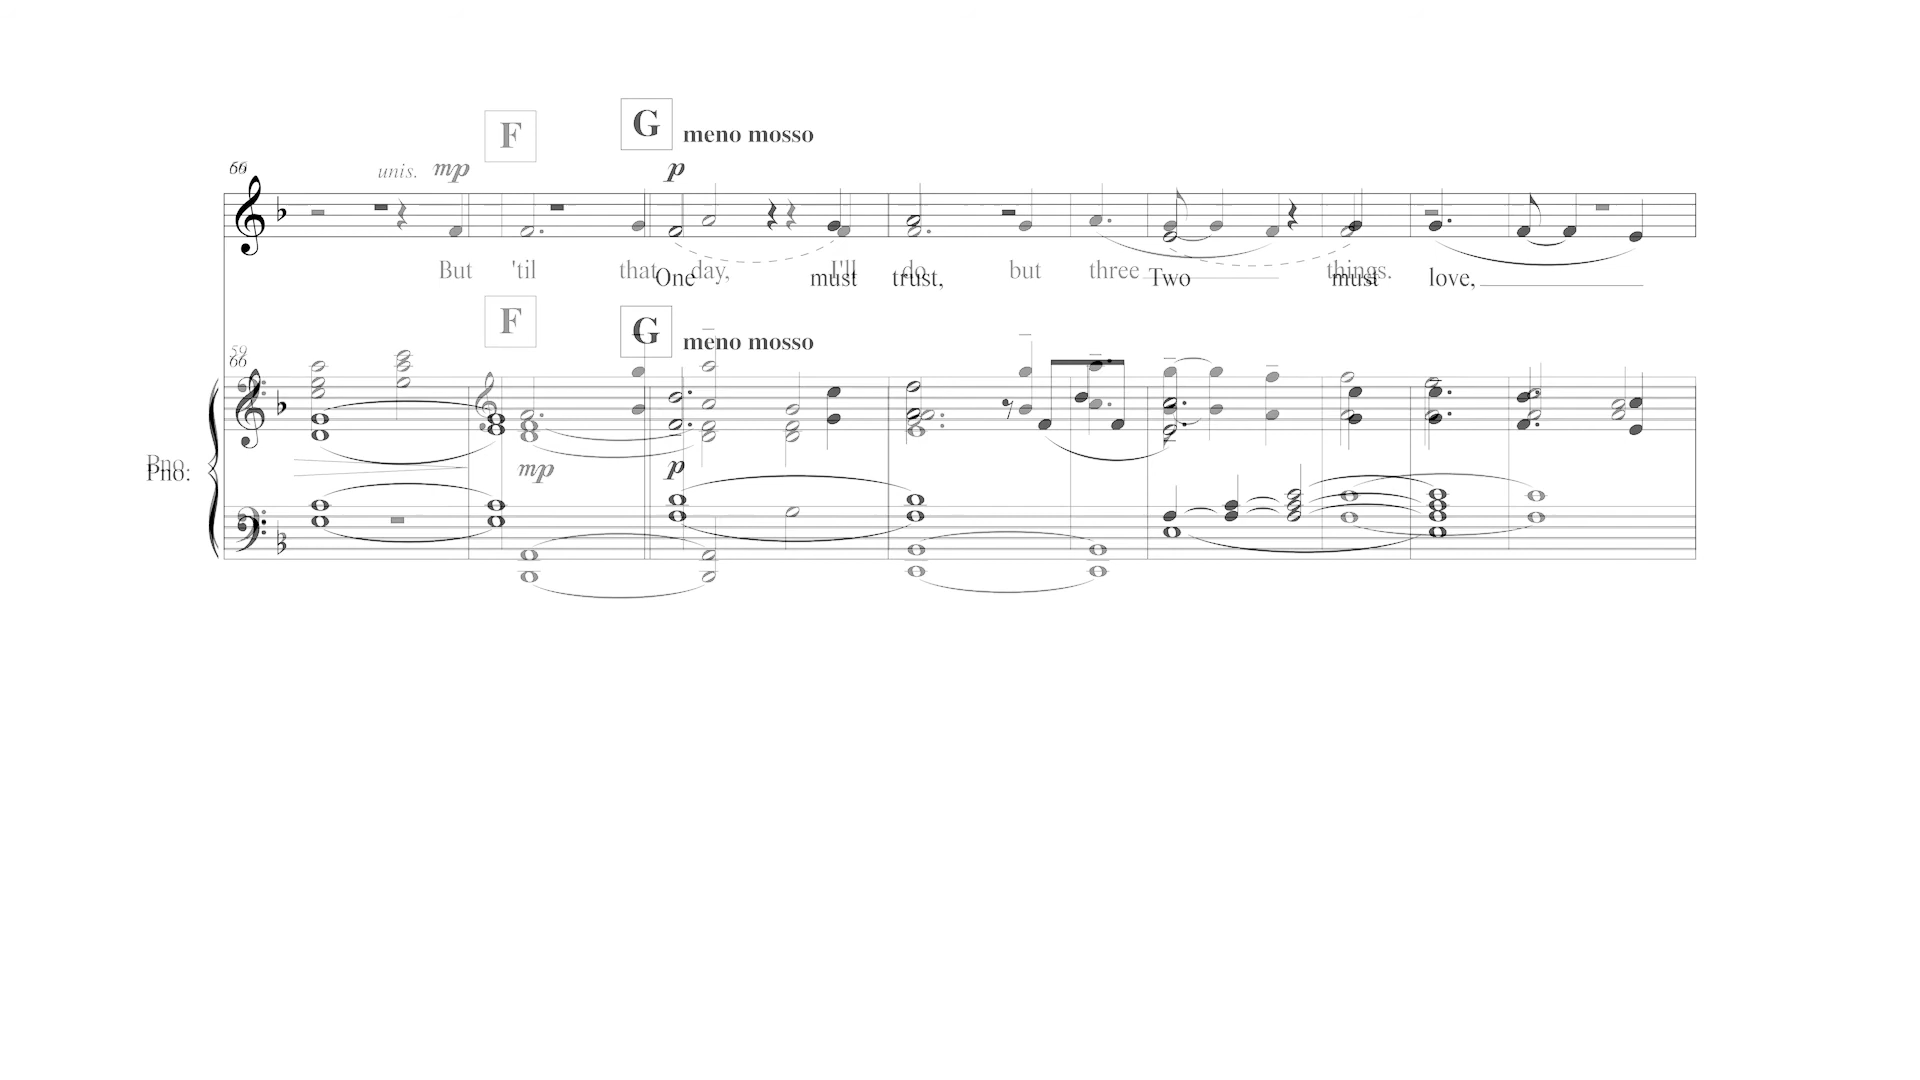 F
G meno mosso
66
unis. mp p
But 'til that day, I'll do but three things.
One must trust, Two must love,
F
G meno mosso
59
66
Pno.
Pno.
mp p